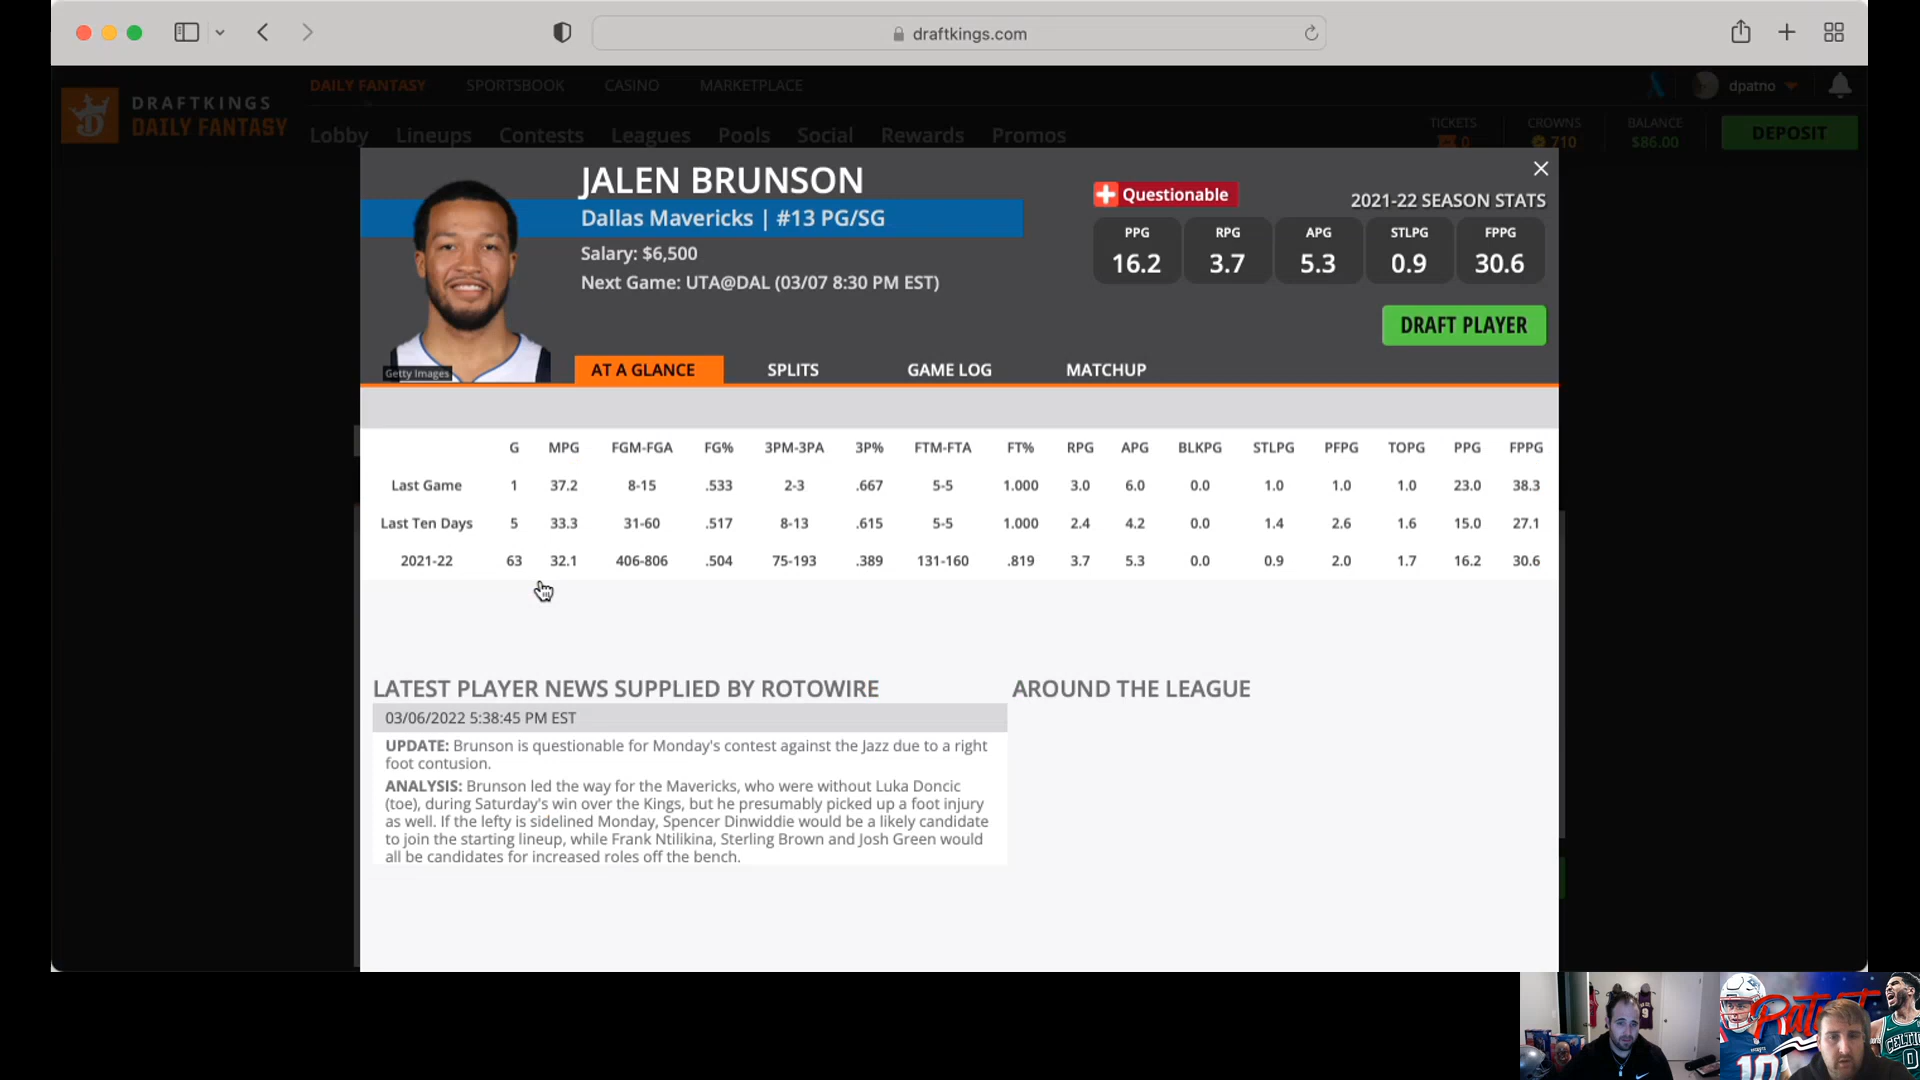 draftkings.com
DRAFTKINGS
DAILY FANTASY
DAILY FANTASY SPORTSBOOK CASINO MARKETPLACE
dpatno
Lobby Lineups Contests Leagues Pools Social Rewards Promos
TICKETS CROWNS BALANCE
0 710 $86.00
DEPOSIT
JALEN BRUNSON
Dallas Mavericks | #13 PG/SG
Salary: $6,500
Next Game: UTA@DAL (03/07 8:30 PM EST)
Getty Images
Questionable
2021-22 SEASON STATS
PPG RPG APG STLPG FPPG
16.2 3.7 5.3 0.9 30.6
DRAFT PLAYER
AT A GLANCE SPLITS GAME LOG MATCHUP
G MPG FGM-FGA FG% 3PM-3PA 3P% FTM-FTA FT% RPG APG BLKPG STLPG PFPG TOPG PPG FPPG
Last Game 1 37.2 8-15 .533 2-3 .667 5-5 1.000 3.0 6.0 0.0 1.0 1.0 1.0 23.0 38.3
Last Ten Days 5 33.3 31-60 .517 8-13 .615 5-5 1.000 2.4 4.2 0.0 1.4 2.6 1.6 15.0 27.1
2021-22 63 32.1 406-806 .504 75-193 .389 131-160 .819 3.7 5.3 0.0 0.9 2.0 1.7 16.2 30.6
LATEST PLAYER NEWS SUPPLIED BY ROTOWIRE
03/06/2022 5:38:45 PM EST
UPDATE: Brunson is questionable for Monday's contest against the Jazz due to a right
foot contusion.
ANALYSIS: Brunson led the way for the Mavericks, who were without Luka Doncic
(toe), during Saturday's win over the Kings, but he presumably picked up a foot injury
as well. If the lefty is sidelined Monday, Spencer Dinwiddie would be a likely candidate
to join the starting lineup, while Frank Ntilikina, Sterling Brown and Josh Green would
all be candidates for increased roles off the bench.
AROUND THE LEAGUE
10
0